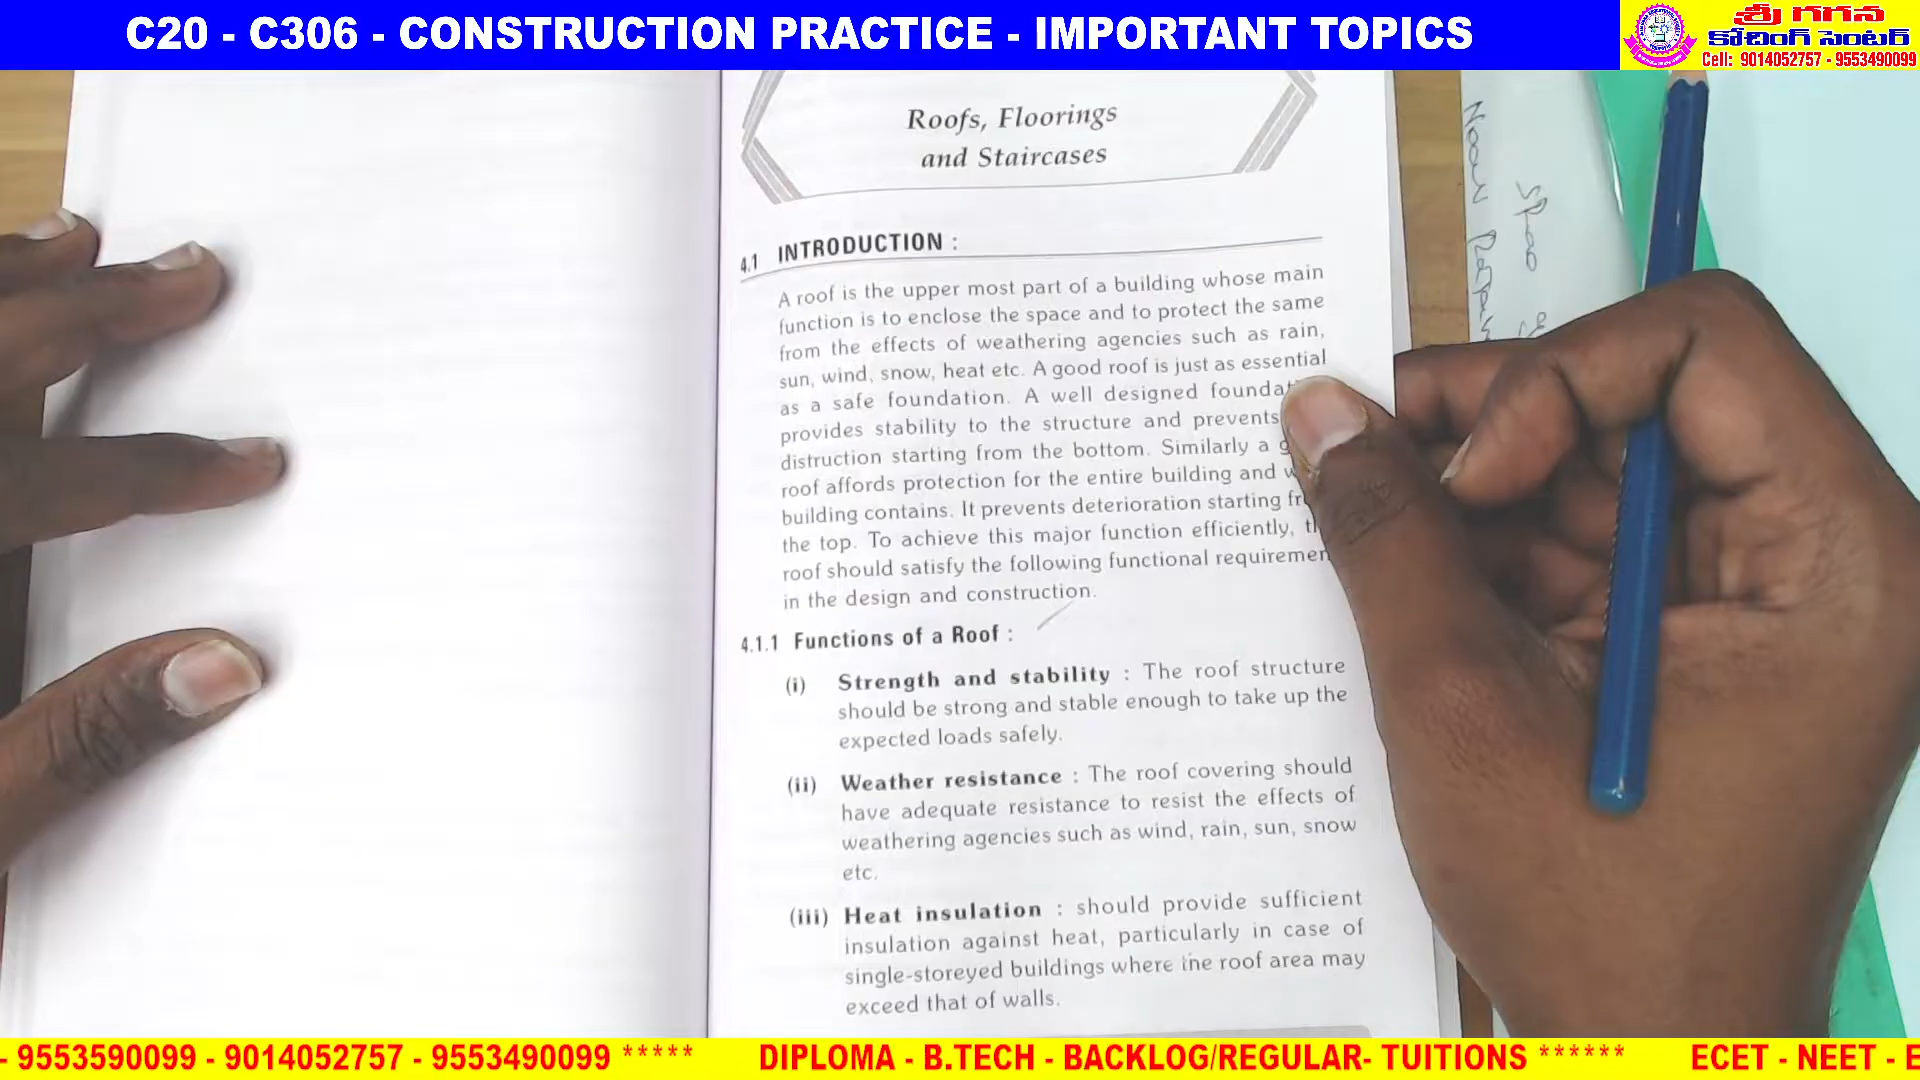 C20 - C306 - CONSTRUCTION PRACTICE - IMPORTANT TOPICS
శ్రీ గగన
కోచింగ్ సెంటర్
Cell: 9014052757 - 9553490099
Roofs, Floorings
and Staircases
4.1 INTRODUCTION :
A roof is the upper most part of a building whose main
function is to enclose the space and to protect the same
from the effects of weathering agencies such as rain,
sun, wind, snow, heat etc. A good roof is just as essential
as a safe foundation. A well designed foundat
provides stability to the structure and prevents
distruction starting from the bottom. Similarly a g
roof affords protection for the entire building and w
building contains. It prevents deterioration starting fr
the top. To achieve this major function efficiently, th
roof should satisfy the following functional requiremen
in the design and construction.
4.1.1 Functions of a Roof :
(i) Strength and stability : The roof structure
should be strong and stable enough to take up the
expected loads safely.
(ii) Weather resistance : The roof covering should
have adequate resistance to resist the effects of
weathering agencies such as wind, rain, sun, snow
etc.
(iii) Heat insulation : should provide sufficient
insulation against heat, particularly in case of
single-storeyed buildings where the roof area may
exceed that of walls.
- 9553590099 - 9014052757 - 9553490099 ***** DIPLOMA - B.TECH - BACKLOG/REGULAR- TUITIONS ****** ECET - NEET - E